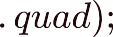 . quad);